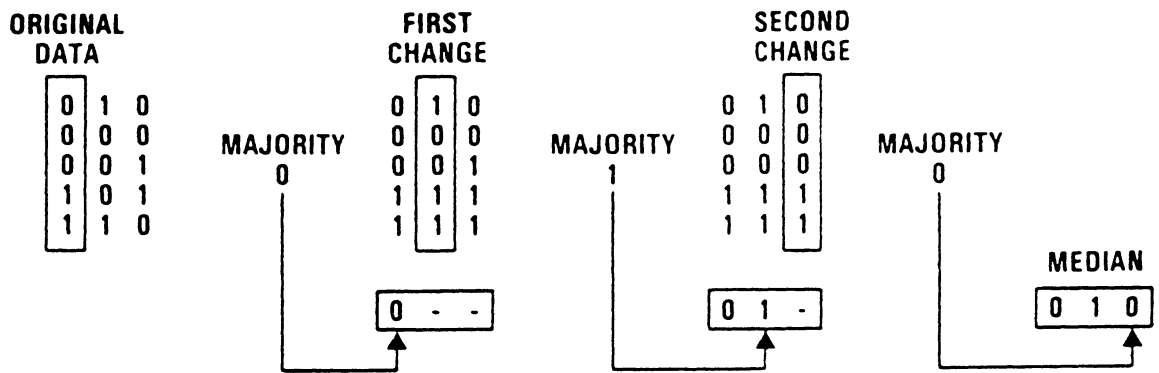 ORIGINAL
DATA
0 1 0
0 0 0
0 0 1
1 0 1
1 1 0
MAJORITY
0
FIRST
CHANGE
0 1 0
0 0 0
0 0 1
1 1 1
1 1 1
0 - -
MAJORITY
1
SECOND
CHANGE
0 1 0
0 0 0
0 0 0
1 1 1
1 1 1
0 1 -
MAJORITY
0
MEDIAN
0 1 0